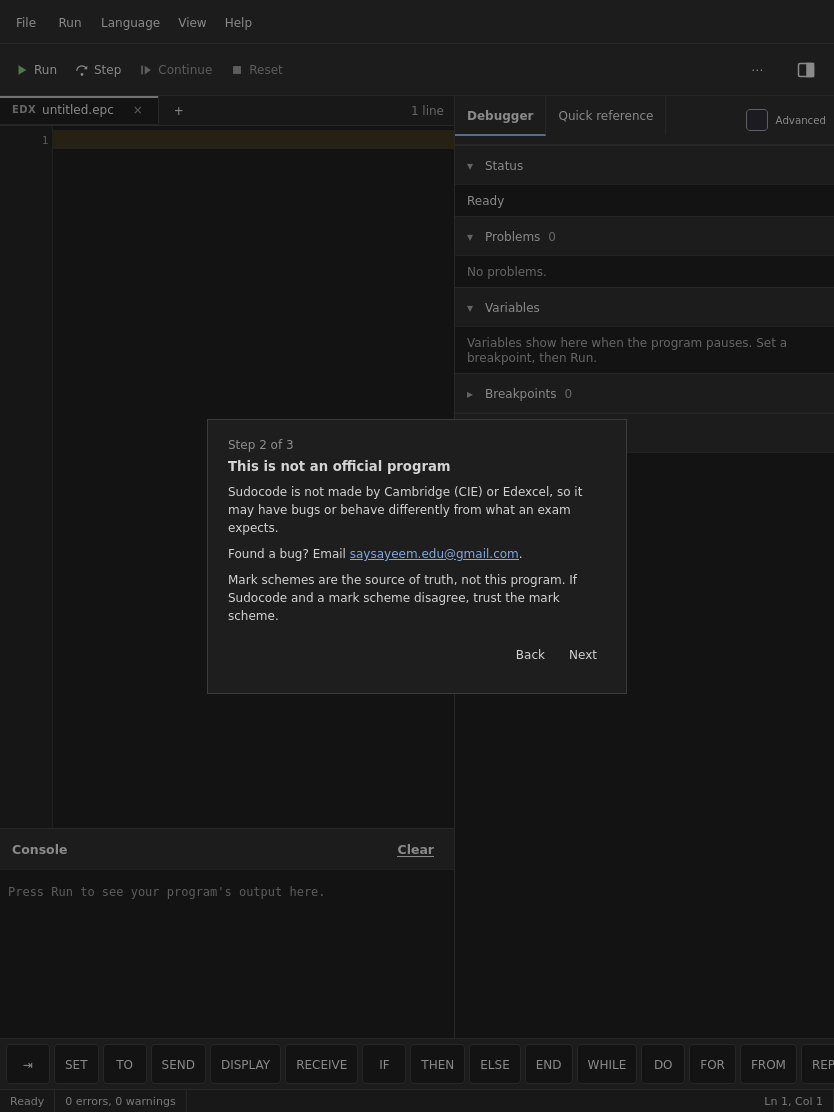 File Run Language View Help
Run Step Continue Reset ...
EDX untitled.epc × + 1 line
Debugger Quick reference Advanced
1
Status
Ready
Problems 0
No problems.
Variables
Variables show here when the program pauses. Set a
breakpoint, then Run.
Breakpoints 0
Step 2 of 3
This is not an official program
Sudocode is not made by Cambridge (CIE) or Edexcel, so it
may have bugs or behave differently from what an exam
expects.
Found a bug? Email saysayeem.edu@gmail.com.
Mark schemes are the source of truth, not this program. If
Sudocode and a mark scheme disagree, trust the mark
scheme.
Back Next
Console Clear
Press Run to see your program's output here.
⇥ SET TO SEND DISPLAY RECEIVE IF THEN ELSE END WHILE DO FOR FROM REP
Ready 0 errors, 0 warnings Ln 1, Col 1